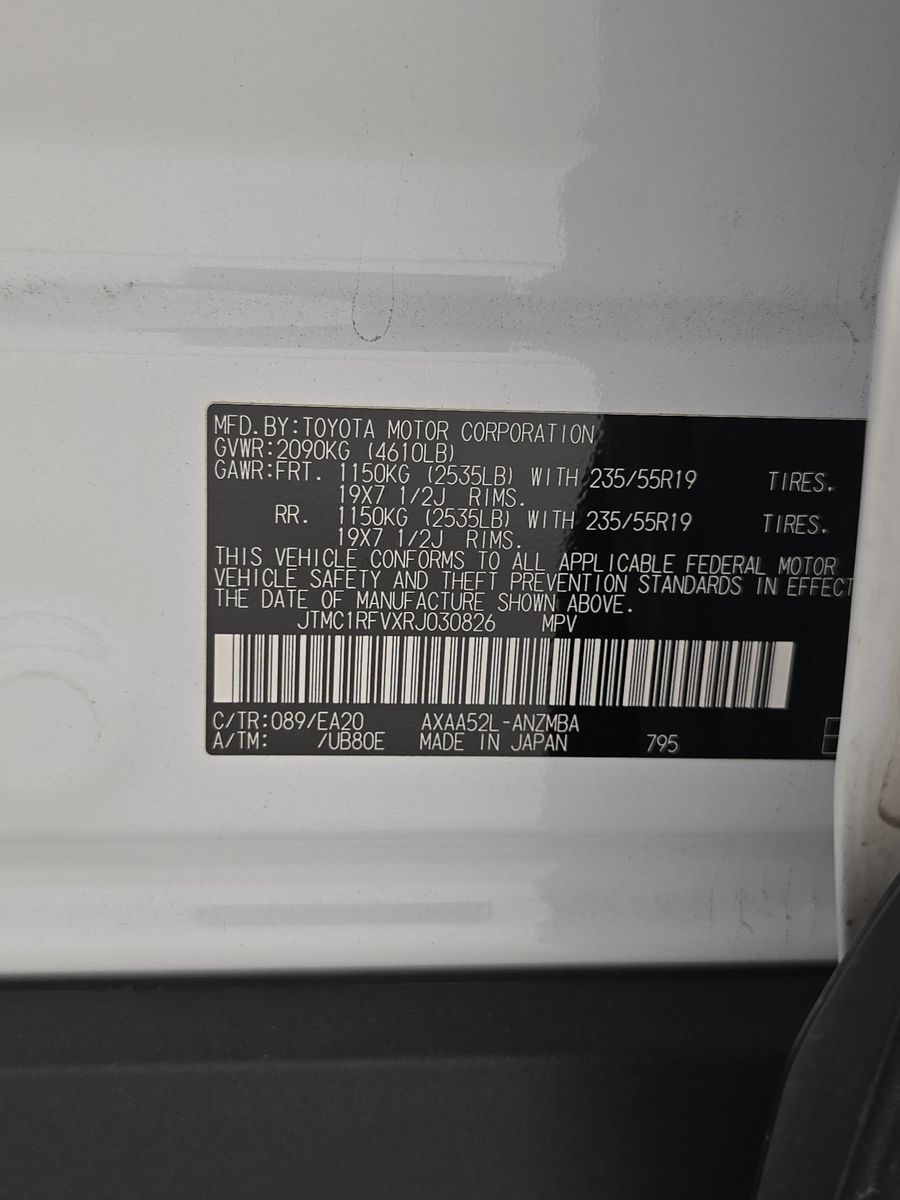 MFD.BY:TOYOTA MOTOR CORPORATION
GVWR:2090KG (4610LB)
GAWR:FRT. 1150KG (2535LB) WITH 235/55R19 TIRES.
19X7 1/2J RIMS.
RR. 1150KG (2535LB) WITH 235/55R19 TIRES.
19X7 1/2J RIMS.
THIS VEHICLE CONFORMS TO ALL APPLICABLE FEDERAL MOTOR
VEHICLE SAFETY AND THEFT PREVENTION STANDARDS IN EFFECT
THE DATE OF MANUFACTURE SHOWN ABOVE.
JTMC1RFVXRJ030826 MPV
C/TR:089/EA20 AXAA52L-ANZMBA
A/TM: /UB80E MADE IN JAPAN 795